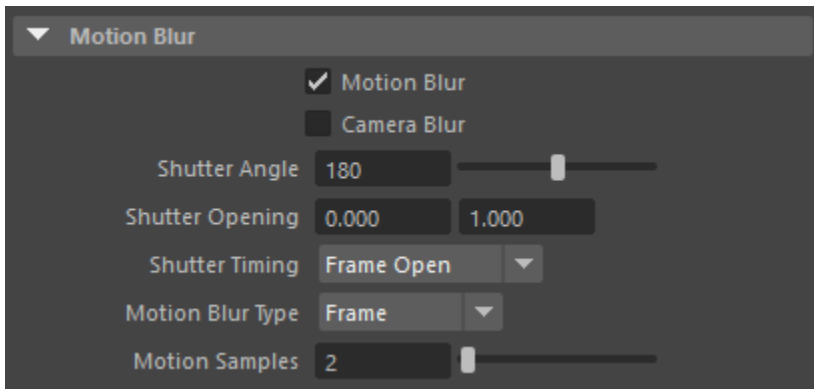 Motion Blur
Motion Blur
Camera Blur
Shutter Angle 180
Shutter Opening 0.000 1.000
Shutter Timing Frame Open
Motion Blur Type Frame
Motion Samples 2